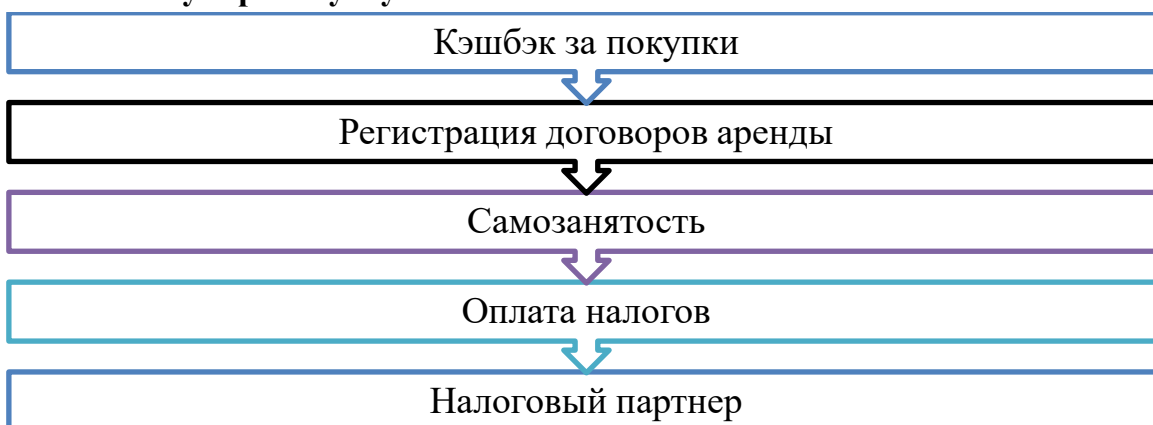 Кэшбэк за покупки
Регистрация договоров аренды
Самозанятость
Оплата налогов
Налоговый партнер